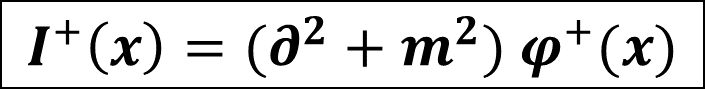 I⁺(x) = (∂² + m²) φ⁺(x)